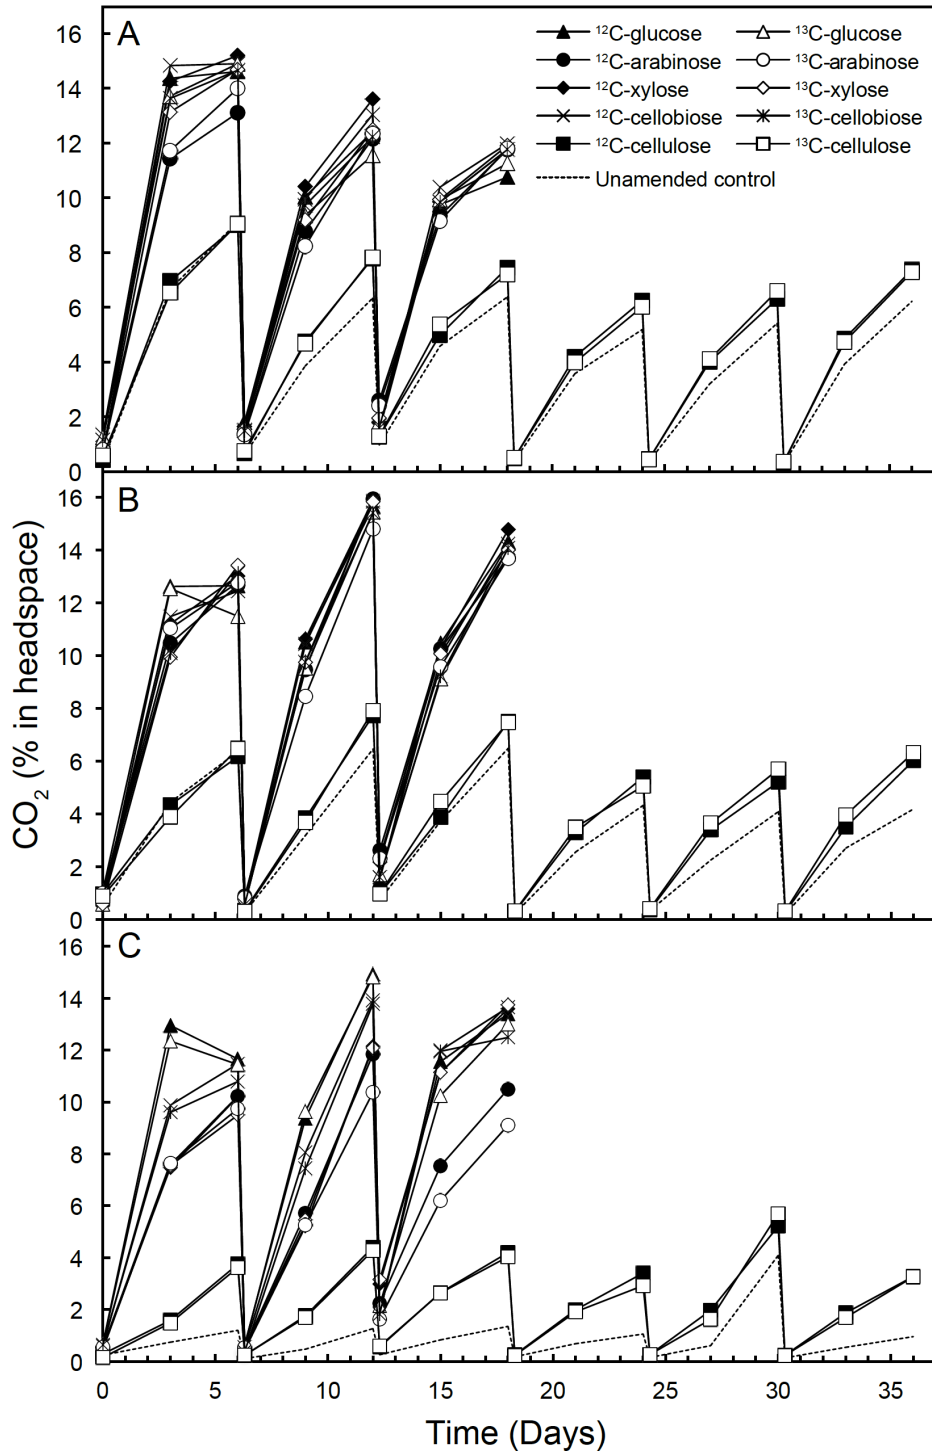 A
16
14
12
10
8
6
4
2
0
¹²C-glucose
¹³C-glucose
¹²C-arabinose
¹³C-arabinose
¹²C-xylose
¹³C-xylose
¹²C-cellobiose
¹³C-cellobiose
¹²C-cellulose
¹³C-cellulose
Unamended control
B
16
14
12
10
8
6
4
2
0
CO₂ (% in headspace)
C
16
14
12
10
8
6
4
2
0
0 5 10 15 20 25 30 35
Time (Days)